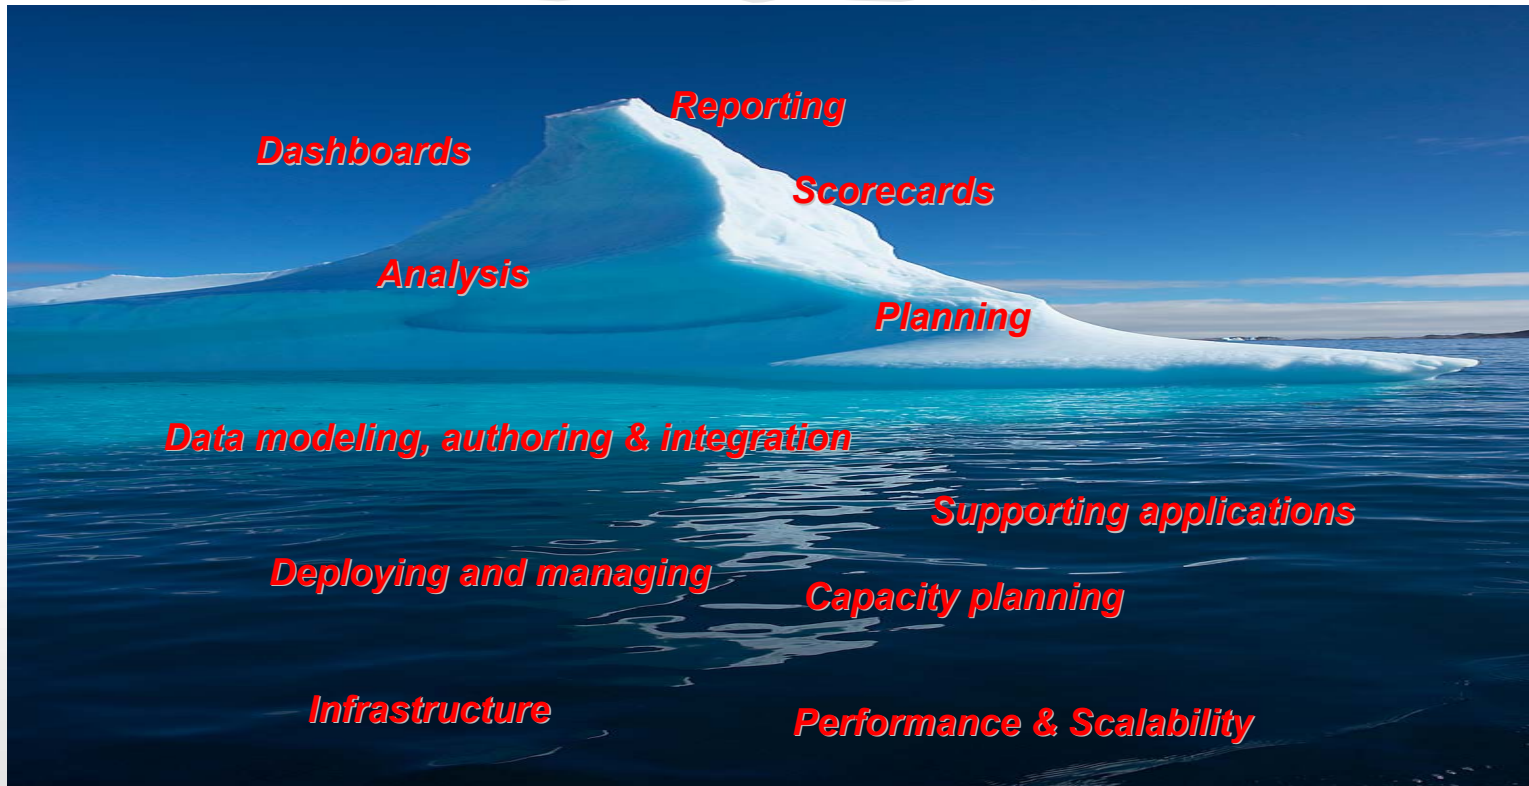 Reporting
Dashboards
Scorecards
Analysis
Planning
Data modeling, authoring & integration
Supporting applications
Deploying and managing
Capacity planning
Infrastructure
Performance & Scalability